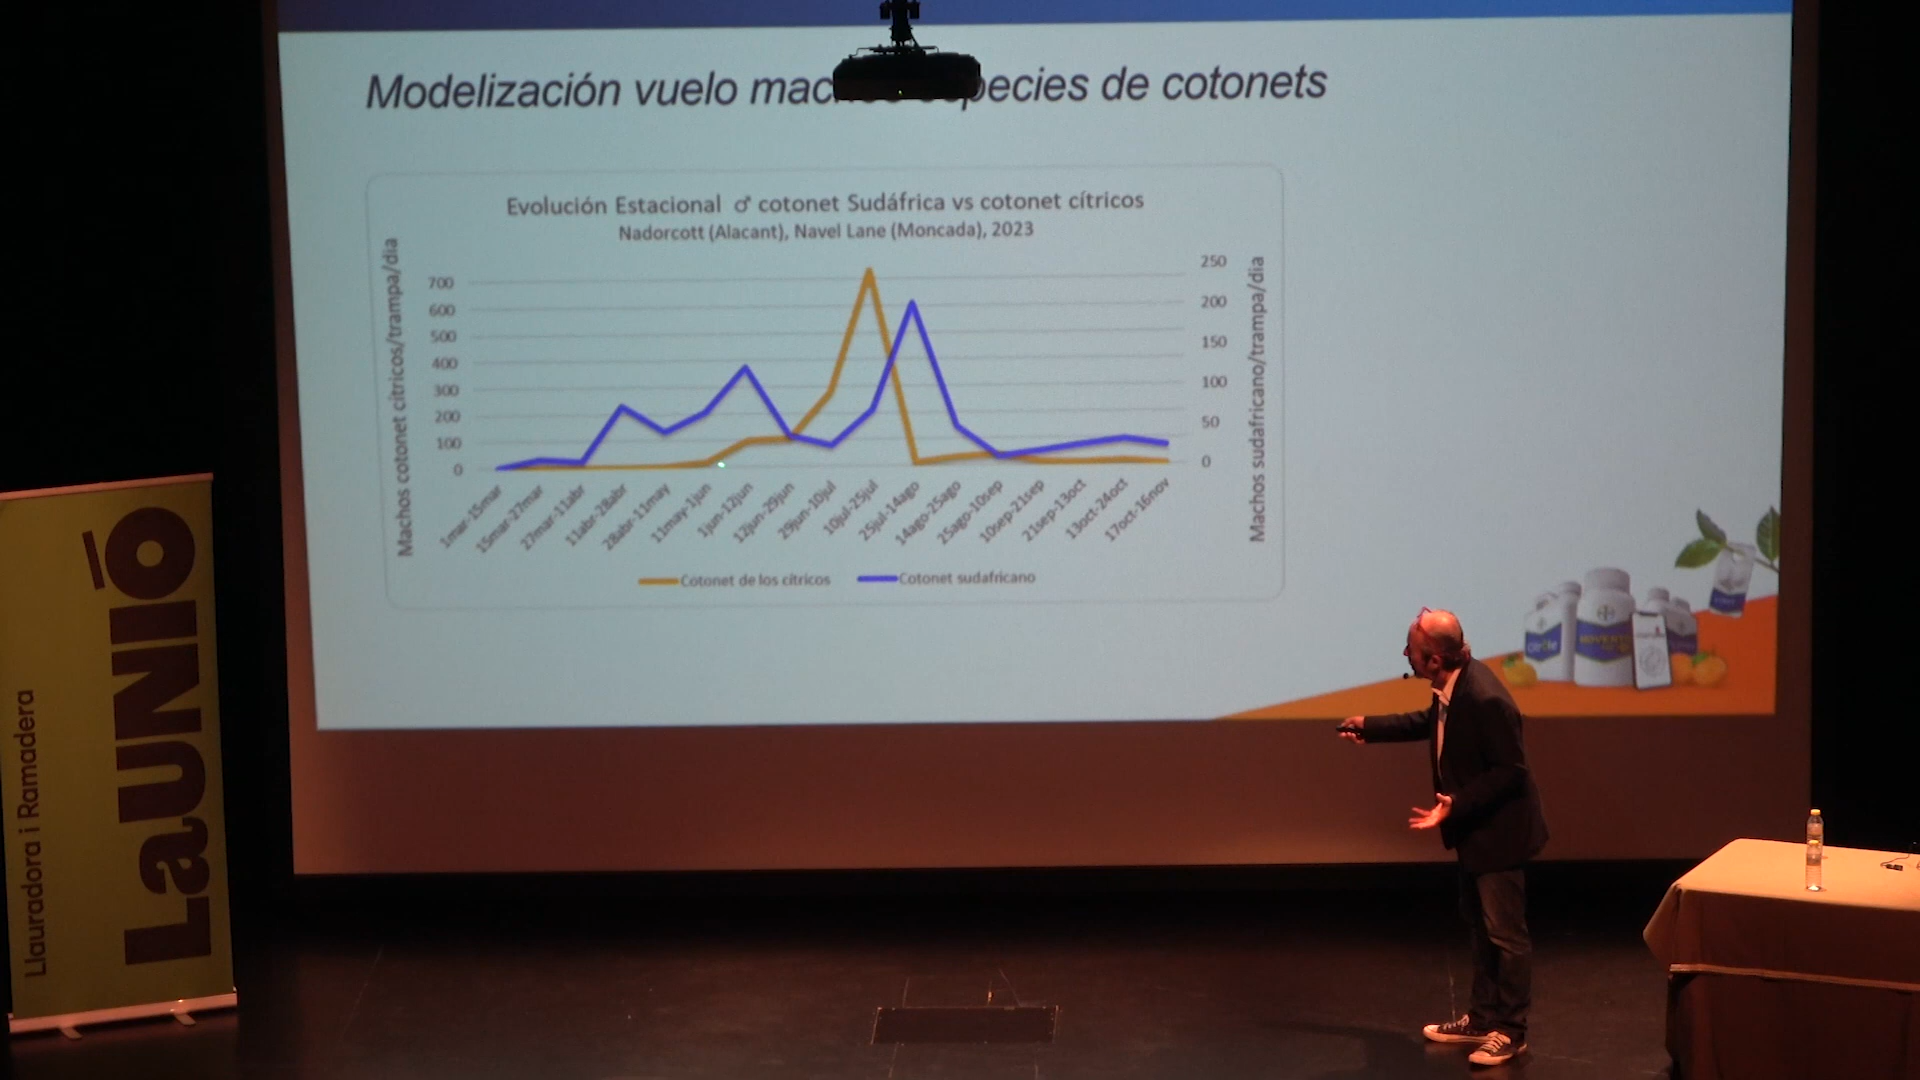 Modelización vuelo mac pecies de cotonets
Evolución Estacional ♂ cotonet Sudáfrica vs cotonet cítricos
Nadorcott (Alacant), Navel Lane (Moncada), 2023
Machos cotonet cítricos/trampa/dia
700
600
500
400
300
200
100
0
250
200
150
100
50
0
Machos sudafricano/trampa/dia
1mar-15mar
15mar-27mar
27mar-11abr
11abr-28abr
28abr-11may
11may-1jun
1jun-12jun
12jun-29jun
29jun-10jul
10jul-25jul
25jul-14ago
14ago-25ago
25ago-10sep
10sep-21sep
21sep-13oct
13oct-24oct
17oct-16nov
Cotonet de los cítricos
Cotonet sudafricano
LaUNIÓ
Llauradora i Ramadera